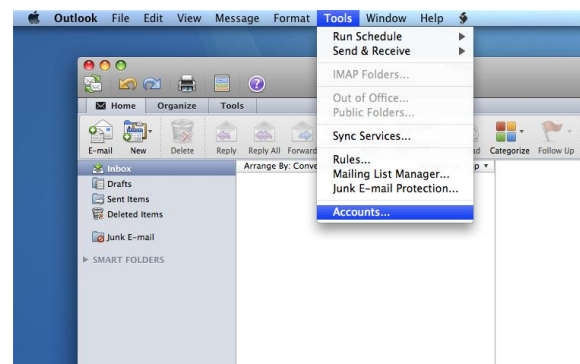 Outlook File Edit View Message Format Tools Window Help
Run Schedule
Send & Receive
IMAP Folders...
Out of Office...
Public Folders...
Sync Services...
Rules...
Mailing List Manager...
Junk E-mail Protection...
Accounts...
Home Organize Tools
E-mail New Delete Reply Reply All Forward Categorize Follow Up
Arrange By: Conve
Inbox
Drafts
Sent Items
Deleted Items
Junk E-mail
SMART FOLDERS